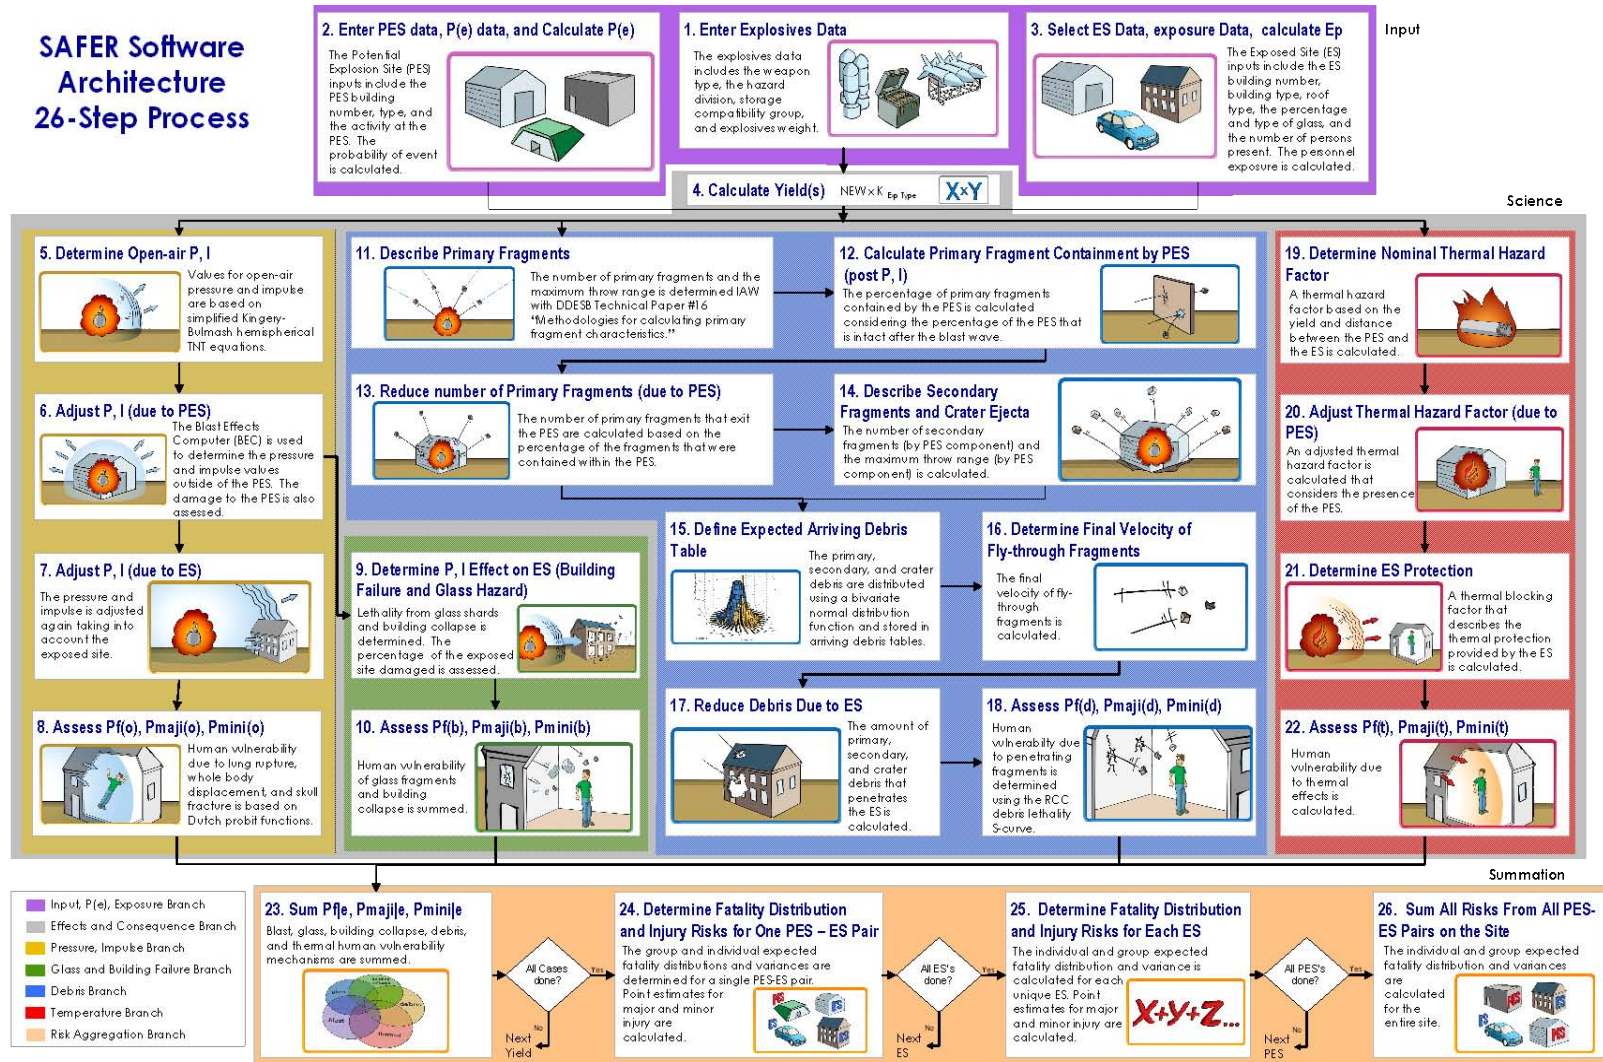 SAFER Software
Architecture
26-Step Process
2. Enter PES data, P(e) data, and Calculate P(e)
The Potential
Explosion Site (PES)
inputs include the
PES building
number, type, and
the activity at the
PES. The
probability of event
is calculated.
1. Enter Explosives Data
The explosives data
includes the weapon
type, the hazard
division, storage
compatibility group,
and explosives weight.
3. Select ES Data, exposure Data, calculate Ep
The Exposed Site (ES)
inputs include the ES
building number,
building type, roof
type, the percentage
and type of glass, and
the number of persons
present. The personnel
exposure is calculated.
Input
4. Calculate Yield(s)
NEW x K Exp Type
XxY
Science
5. Determine Open-air P, I
Values for open-air
pressure and impulse
are based on
simplified Kingery-
Bulmash hemispherical
TNT equations.
6. Adjust P, I (due to PES)
The Blast Effects
Computer (BEC) is used
to determine the pressure
and impulse values
outside of the PES. The
damage to the PES is also
assessed.
7. Adjust P, I (due to ES)
The pressure and
impulse is adjusted
again taking into
account the
exposed site.
8. Assess Pf(o), Pmaji(o), Pmini(o)
Human vulnerability
due to lung rupture,
whole body
displacement, and skull
fracture is based on
Dutch probit functions.
9. Determine P, I Effect on ES (Building
Failure and Glass Hazard)
Lethality from glass shards
and building collapse is
determined. The
percentage of the exposed
site damaged is assessed.
10. Assess Pf(b), Pmaji(b), Pmini(b)
Human vulnerability
of glass fragments
and building
collapse is summed.
11. Describe Primary Fragments
The number of primary fragments and the
maximum throw range is determined IAW
with DDESB Technical Paper #16
"Methodologies for calculating primary
fragment characteristics."
12. Calculate Primary Fragment Containment by PES
(post P, I)
The percentage of primary fragments
contained by the PES is calculated
considering the percentage of the PES that
is intact after the blast wave.
13. Reduce number of Primary Fragments (due to PES)
The number of primary fragments that exit
the PES are calculated based on the
percentage of the fragments that were
contained within the PES.
14. Describe Secondary
Fragments and Crater Ejecta
The number of secondary
fragments (by PES component) and
the maximum throw range (by PES
component) is calculated.
15. Define Expected Arriving Debris
Table
The primary,
secondary, and crater
debris are distributed
using a bivariate
normal distribution
function and stored in
arriving debris tables.
16. Determine Final Velocity of
Fly-through Fragments
The final
velocity of fly-
through
fragments is
calculated.
17. Reduce Debris Due to ES
The amount of
primary,
secondary,
and crater
debris that
penetrates
the ES is
calculated.
18. Assess Pf(d), Pmaji(d), Pmini(d)
Human
vulnerability due
to penetrating
fragments is
determined
using the RCC
debris lethality
S-curve.
19. Determine Nominal Thermal Hazard
Factor
A thermal hazard
factor based on the
yield and distance
between the PES and
the ES is calculated.
20. Adjust Thermal Hazard Factor (due to
PES)
An adjusted thermal
hazard factor is
calculated that
considers the presence
of the PES.
21. Determine ES Protection
A thermal blocking
factor that
describes the
thermal protection
provided by the ES
is calculated.
22. Assess Pf(t), Pmaji(t), Pmini(t)
Human
vulnerability due
to thermal
effects is
calculated.
Summation
Input, P(e), Exposure Branch
Effects and Consequence Branch
Pressure, Impulse Branch
Glass and Building Failure Branch
Debris Branch
Temperature Branch
Risk Aggregation Branch
23. Sum Pf|e, Pmaji|e, Pmini|e
Blast, glass, building collapse, debris,
and thermal human vulnerability
mechanisms are summed.
All Cases
done?
Yes
No
Next
Yield
24. Determine Fatality Distribution
and Injury Risks for One PES – ES Pair
The group and individual expected
fatality distributions and variances are
determined for a single PES-ES pair.
Point estimates for
major and minor
injury are
calculated.
PES
ES
ES
ES
All ES's
done?
Yes
No
Next
ES
25. Determine Fatality Distribution
and Injury Risks for Each ES
The individual and group expected
fatality distribution and variance is
calculated for each
unique ES. Point
estimates for major
and minor injury are
calculated.
X+Y+Z...
All PES's
done?
Yes
No
Next
PES
26. Sum All Risks From All PES-
ES Pairs on the Site
The individual and group expected
fatality distribution and variances
are
calculated
for the
entire site.
PES
ES
ES
PES